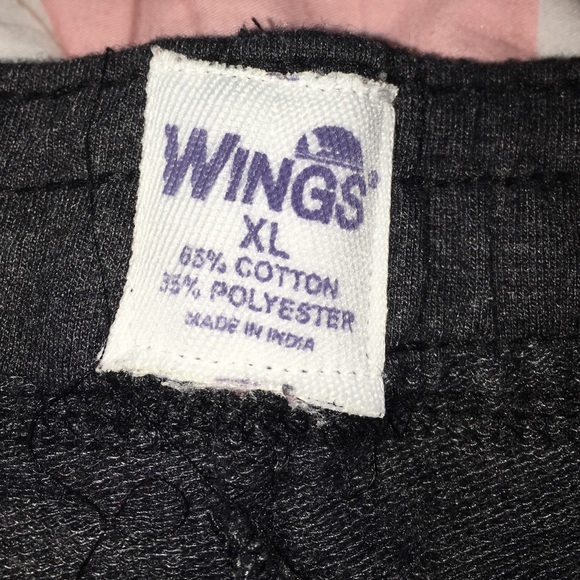 WINGS®
XL
65% COTTON
35% POLYESTER
MADE IN INDIA